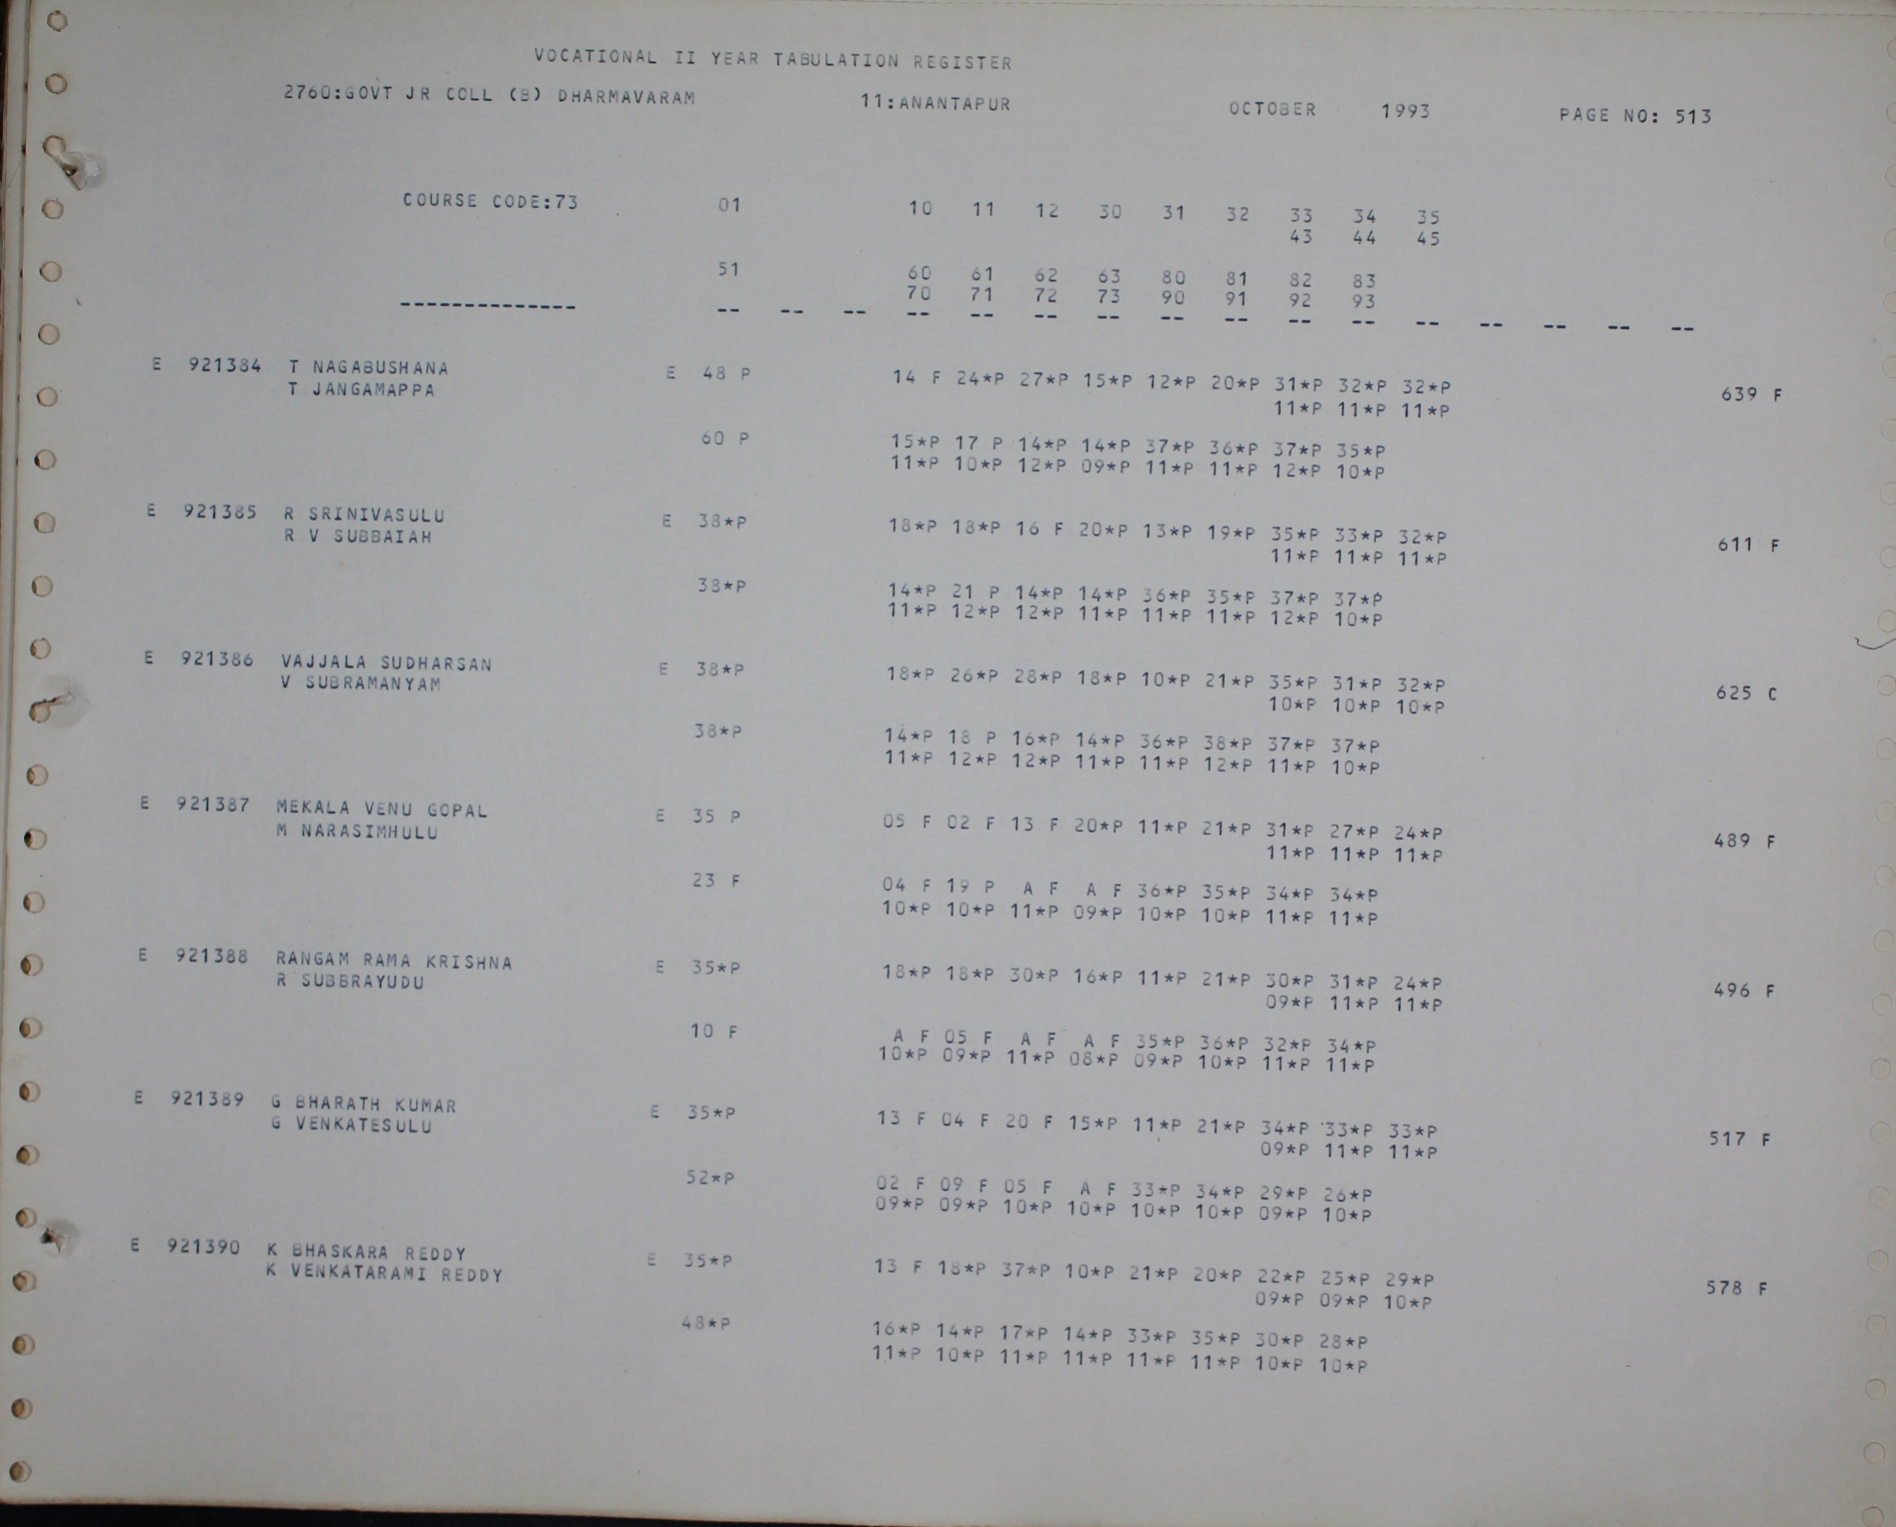 VOCATIONAL II YEAR TABULATION REGISTER
2760:GOVT JR COLL (B) DHARMAVARAM 11:ANANTAPUR OCTOBER 1993 PAGE NO: 513
COURSE CODE:73 01 10 11 12 30 31 32 33 34 35
43 44 45
51 60 61 62 63 80 81 82 83
70 71 72 73 90 91 92 93
-------------- -- -- -- -- -- -- -- -- -- -- -- -- -- -- -- --
E 921384 T NAGABUSHANA E 48 P 14 F 24*P 27*P 15*P 12*P 20*P 31*P 32*P 32*P 639 F
T JANGAMAPPA 11*P 11*P 11*P
60 P 15*P 17 P 14*P 14*P 37*P 36*P 37*P 35*P
11*P 10*P 12*P 09*P 11*P 11*P 12*P 10*P
E 921385 R SRINIVASULU E 38*P 18*P 18*P 16 F 20*P 13*P 19*P 35*P 33*P 32*P 611 F
R V SUBBAIAH 11*P 11*P 11*P
38*P 14*P 21 P 14*P 14*P 36*P 35*P 37*P 37*P
11*P 12*P 12*P 11*P 11*P 11*P 12*P 10*P
E 921386 VAJJALA SUDHARSAN E 38*P 18*P 26*P 28*P 18*P 10*P 21*P 35*P 31*P 32*P 625 C
V SUBRAMANYAM 10*P 10*P 10*P
38*P 14*P 18 P 16*P 14*P 36*P 38*P 37*P 37*P
11*P 12*P 12*P 11*P 11*P 12*P 11*P 10*P
E 921387 MEKALA VENU GOPAL E 35 P 05 F 02 F 13 F 20*P 11*P 21*P 31*P 27*P 24*P 489 F
M NARASIMHULU 11*P 11*P 11*P
23 F 04 F 19 P A F A F 36*P 35*P 34*P 34*P
10*P 10*P 11*P 09*P 10*P 10*P 11*P 11*P
E 921388 RANGAM RAMA KRISHNA E 35*P 18*P 18*P 30*P 16*P 11*P 21*P 30*P 31*P 24*P 496 F
R SUBBRAYUDU 09*P 11*P 11*P
10 F A F 05 F A F A F 35*P 36*P 32*P 34*P
10*P 09*P 11*P 08*P 09*P 10*P 11*P 11*P
E 921389 G BHARATH KUMAR E 35*P 13 F 04 F 20 F 15*P 11*P 21*P 34*P 33*P 33*P 517 F
G VENKATESULU 09*P 11*P 11*P
52*P 02 F 09 F 05 F A F 33*P 34*P 29*P 26*P
09*P 09*P 10*P 10*P 10*P 10*P 09*P 10*P
E 921390 K BHASKARA REDDY E 35*P 13 F 18*P 37*P 10*P 21*P 20*P 22*P 25*P 29*P 578 F
K VENKATARAMI REDDY 09*P 09*P 10*P
48*P 16*P 14*P 17*P 14*P 33*P 35*P 30*P 28*P
11*P 10*P 11*P 11*P 11*P 11*P 10*P 10*P